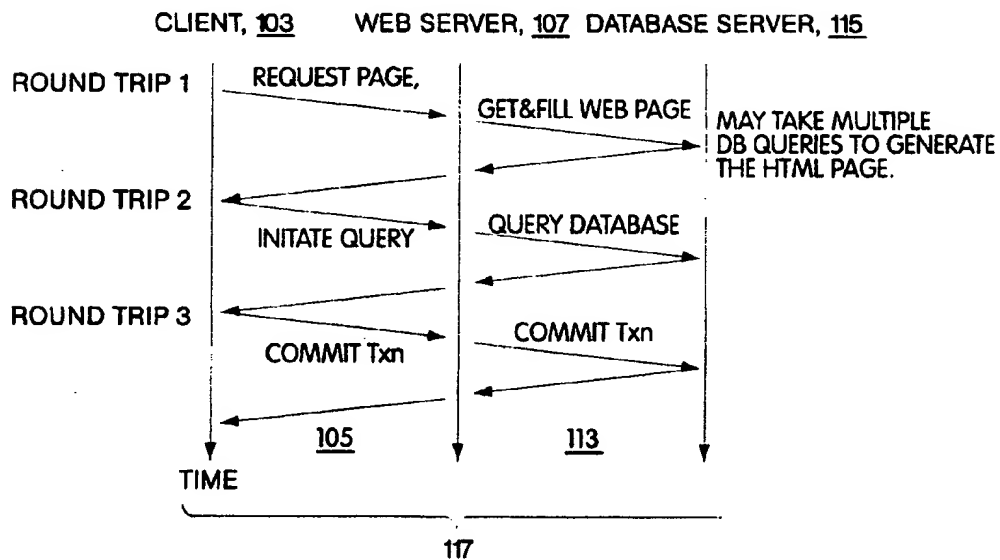 CLIENT, 103 WEB SERVER, 107 DATABASE SERVER, 115
ROUND TRIP 1
REQUEST PAGE,
GET&FILL WEB PAGE
MAY TAKE MULTIPLE
DB QUERIES TO GENERATE
THE HTML PAGE.
ROUND TRIP 2
INITATE QUERY
QUERY DATABASE
ROUND TRIP 3
COMMIT Txn
COMMIT Txn
105
113
TIME
117